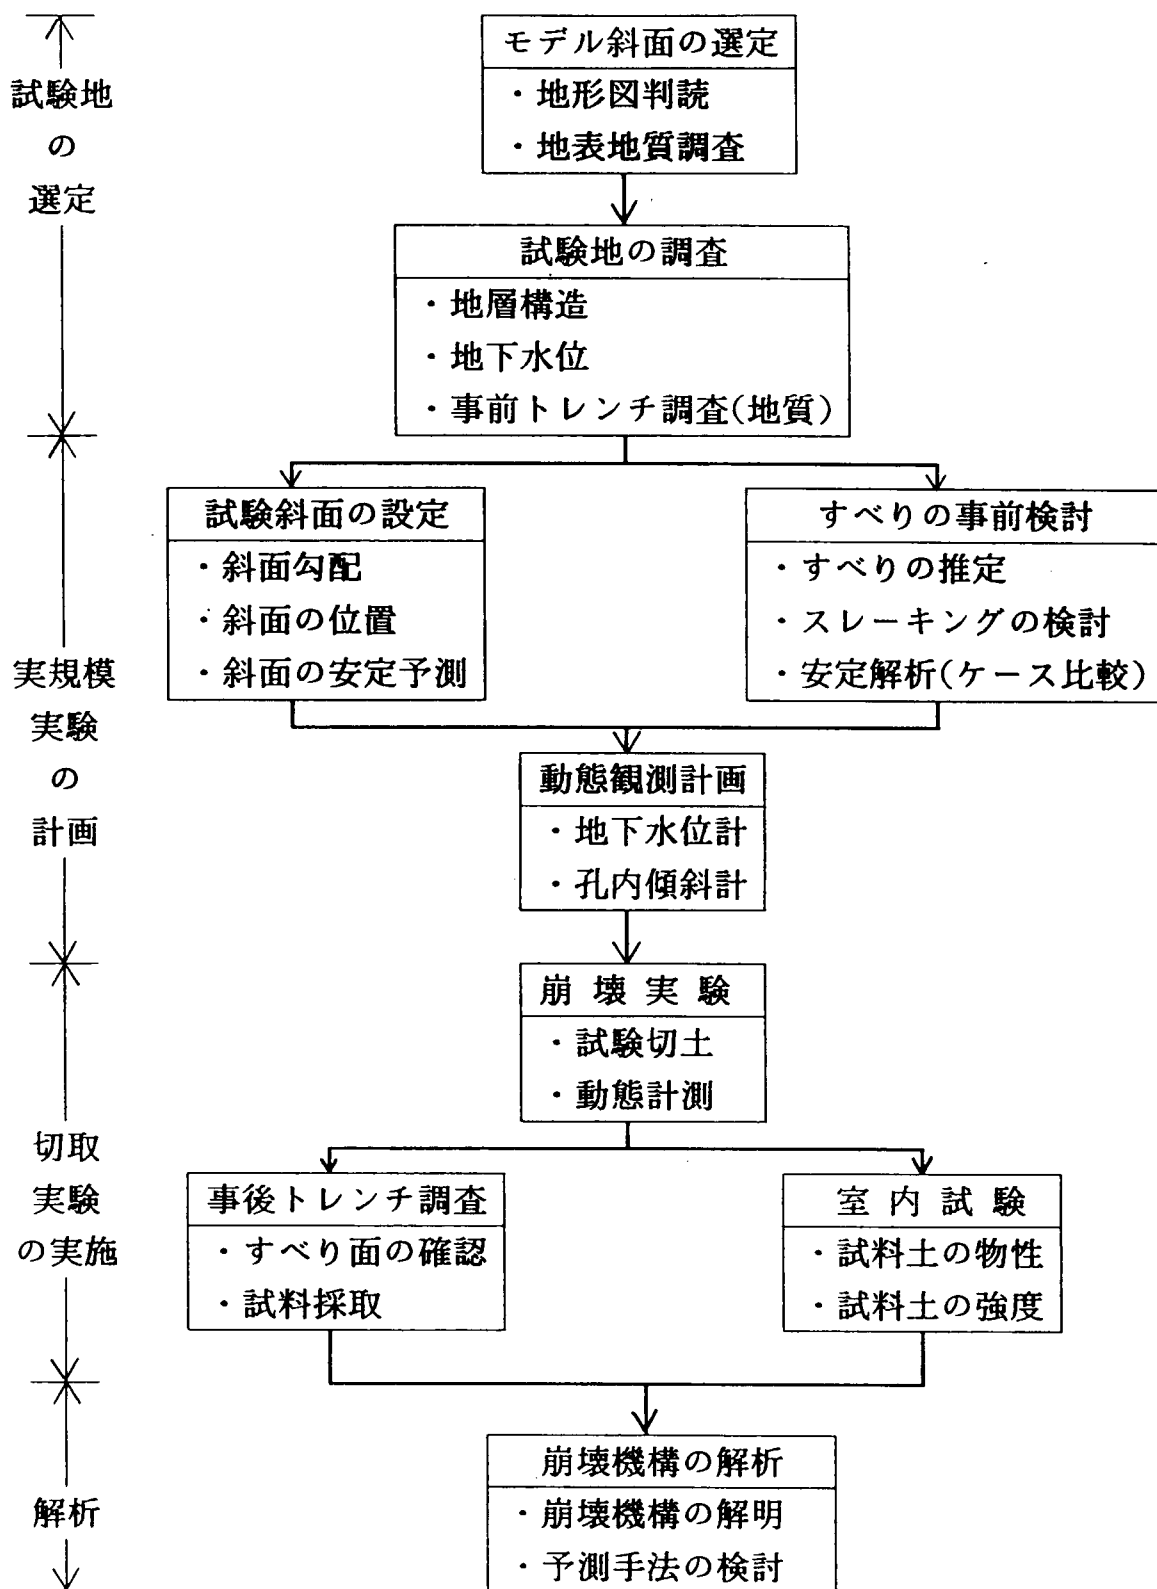 試験地
の
選定
モデル斜面の選定
・地形図判読
・地表地質調査
試験地の調査
・地層構造
・地下水位
・事前トレンチ調査(地質)
実規模
実験
の
計画
試験斜面の設定
・斜面勾配
・斜面の位置
・斜面の安定予測
すべりの事前検討
・すべりの推定
・スレーキングの検討
・安定解析(ケース比較)
動態観測計画
・地下水位計
・孔内傾斜計
切取
実験
の実施
崩壊実験
・試験切土
・動態計測
事後トレンチ調査
・すべり面の確認
・試料採取
室内試験
・試料土の物性
・試料土の強度
解析
崩壊機構の解析
・崩壊機構の解明
・予測手法の検討